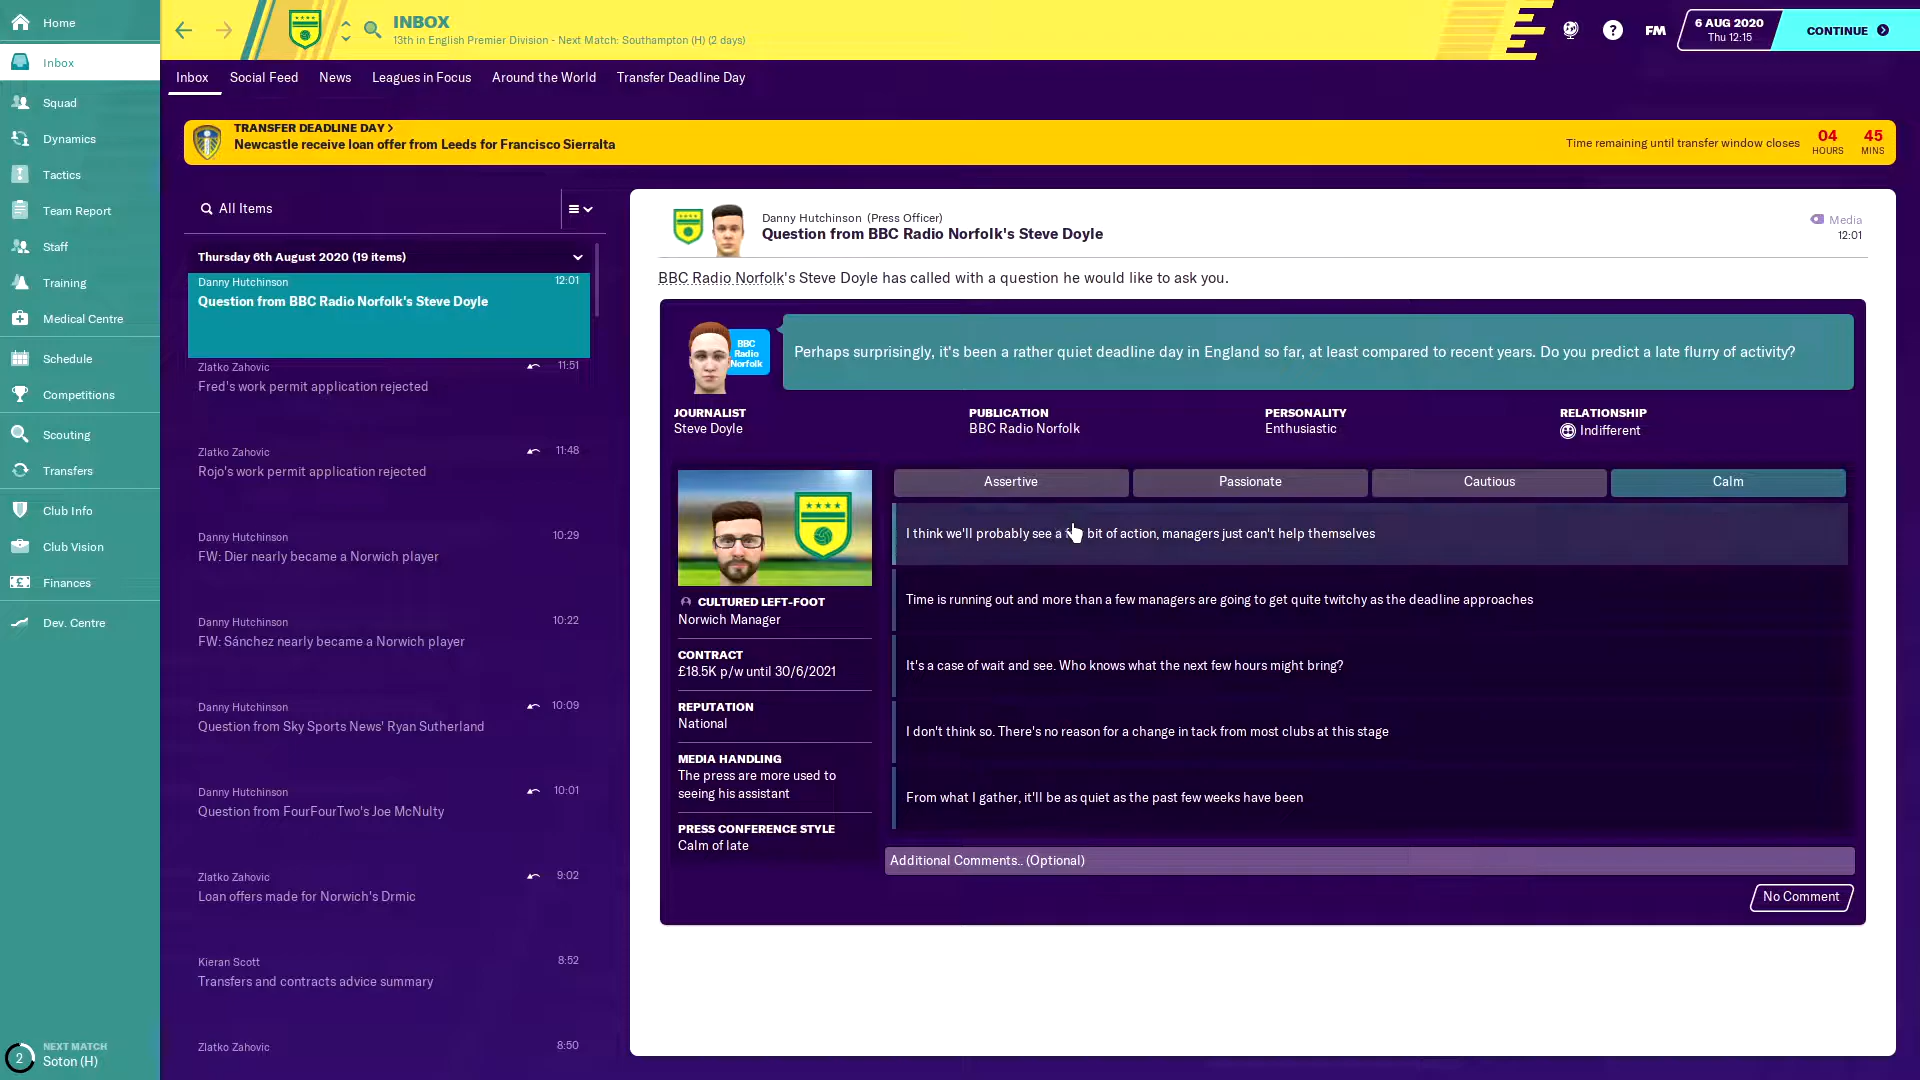 Home
Inbox
Squad
Dynamics
Tactics
Team Report
Staff
Training
Medical Centre
Schedule
Competitions
Scouting
Transfers
Club Info
Club Vision
Finances
Dev. Centre
2
NEXT MATCH
Soton (H)
INBOX
13th in English Premier Division - Next Match: Southampton (H) (2 days)
?
FM
6 AUG 2020
Thu 12:15
CONTINUE
Inbox
Social Feed
News
Leagues in Focus
Around the World
Transfer Deadline Day
TRANSFER DEADLINE DAY >
Newcastle receive loan offer from Leeds for Francisco Sierralta
Time remaining until transfer window closes
04
HOURS
45
MINS
All Items
Thursday 6th August 2020 (19 items)
Danny Hutchinson 12:01
Question from BBC Radio Norfolk's Steve Doyle
Zlatko Zahovic 11:51
Fred's work permit application rejected
Zlatko Zahovic 11:48
Rojo's work permit application rejected
Danny Hutchinson 10:29
FW: Dier nearly became a Norwich player
Danny Hutchinson 10:22
FW: Sánchez nearly became a Norwich player
Danny Hutchinson 10:09
Question from Sky Sports News' Ryan Sutherland
Danny Hutchinson 10:01
Question from FourFourTwo's Joe McNulty
Zlatko Zahovic 9:02
Loan offers made for Norwich's Drmic
Kieran Scott 8:52
Transfers and contracts advice summary
Zlatko Zahovic 8:50
Danny Hutchinson (Press Officer)
Question from BBC Radio Norfolk's Steve Doyle
Media
12:01
BBC Radio Norfolk's Steve Doyle has called with a question he would like to ask you.
BBC
Radio
Norfolk
Perhaps surprisingly, it's been a rather quiet deadline day in England so far, at least compared to recent years. Do you predict a late flurry of activity?
JOURNALIST
Steve Doyle
PUBLICATION
BBC Radio Norfolk
PERSONALITY
Enthusiastic
RELATIONSHIP
Indifferent
CULTURED LEFT-FOOT
Norwich Manager
CONTRACT
£18.5K p/w until 30/6/2021
REPUTATION
National
MEDIA HANDLING
The press are more used to
seeing his assistant
PRESS CONFERENCE STYLE
Calm of late
Assertive
Passionate
Cautious
Calm
I think we'll probably see a bit of action, managers just can't help themselves
Time is running out and more than a few managers are going to get quite twitchy as the deadline approaches
It's a case of wait and see. Who knows what the next few hours might bring?
I don't think so. There's no reason for a change in tack from most clubs at this stage
From what I gather, it'll be as quiet as the past few weeks have been
Additional Comments.. (Optional)
No Comment